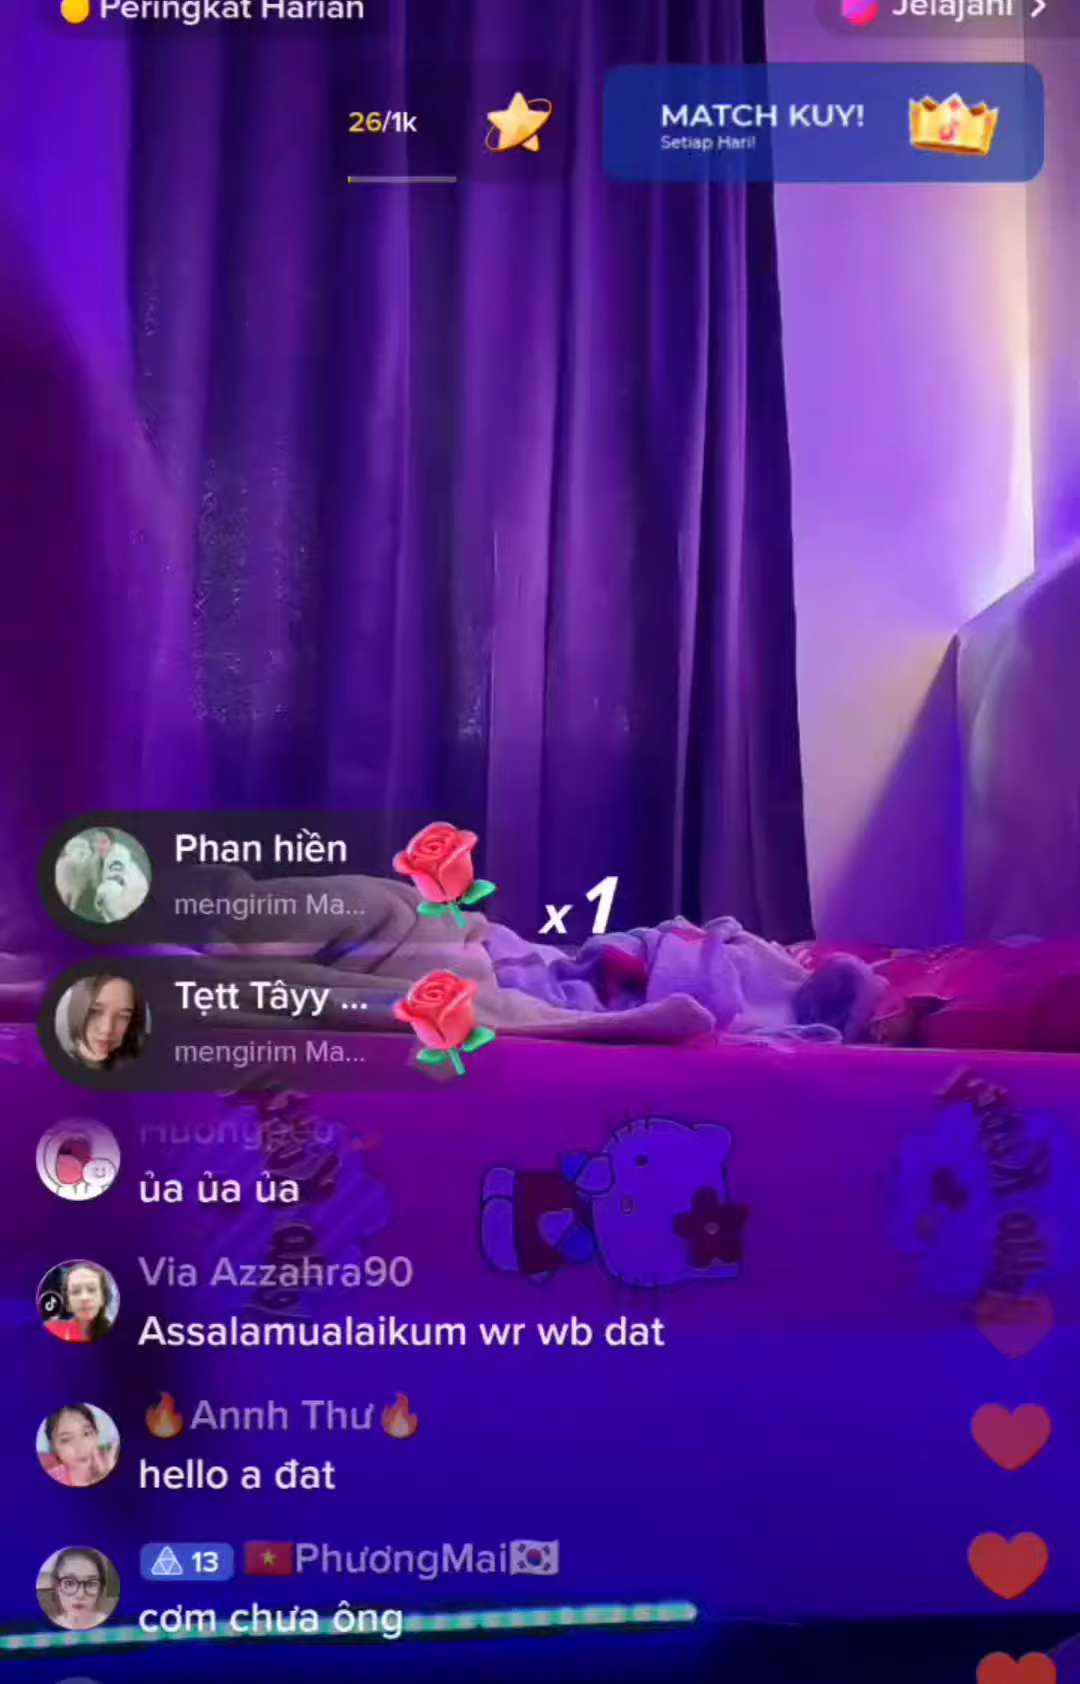 Peringkat Harian
Jelajahi >
26/1k
MATCH KUY!
Setiap Hari!
Phan hiền
mengirim Ma...
x 1
Tẹtt Tâyy ...
mengirim Ma...
ủa ủa ủa
Via Azzahra90
Assalamualaikum wr wb dat
🔥Annh Thư🔥
hello a đat
13 🇻🇳PhươngMai🇰🇷
cơm chưa ông